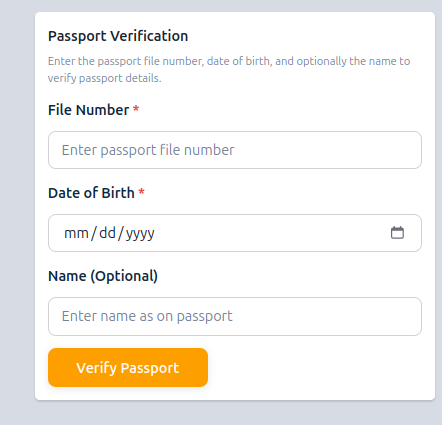 Passport Verification
Enter the passport file number, date of birth, and optionally the name to
verify passport details.
File Number *
Enter passport file number
Date of Birth *
mm/dd/yyyy
Name (Optional)
Enter name as on passport
Verify Passport